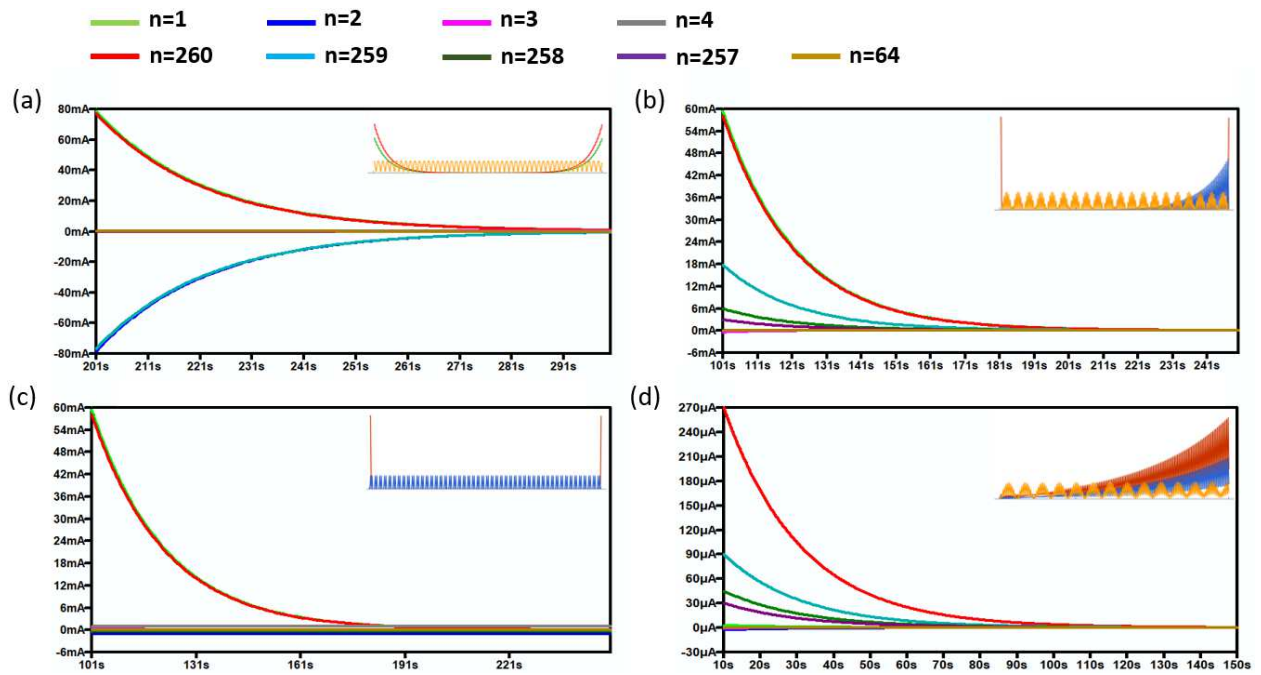 n=1 n=2 n=3 n=4
n=260 n=259 n=258 n=257 n=64
(a)
80mA
60mA
40mA
20mA
0mA
-20mA
-40mA
-60mA
-80mA
201s 211s 221s 231s 241s 251s 261s 271s 281s 291s
(b)
60mA
54mA
48mA
42mA
36mA
30mA
24mA
18mA
12mA
6mA
0mA
-6mA
101s 111s 121s 131s 141s 151s 161s 171s 181s 191s 201s 211s 221s 231s 241s
(c)
60mA
54mA
48mA
42mA
36mA
30mA
24mA
18mA
12mA
6mA
0mA
-6mA
101s 131s 161s 191s 221s
(d)
270µA
240µA
210µA
180µA
150µA
120µA
90µA
60µA
30µA
0µA
-30µA
10s 20s 30s 40s 50s 60s 70s 80s 90s 100s 110s 120s 130s 140s 150s